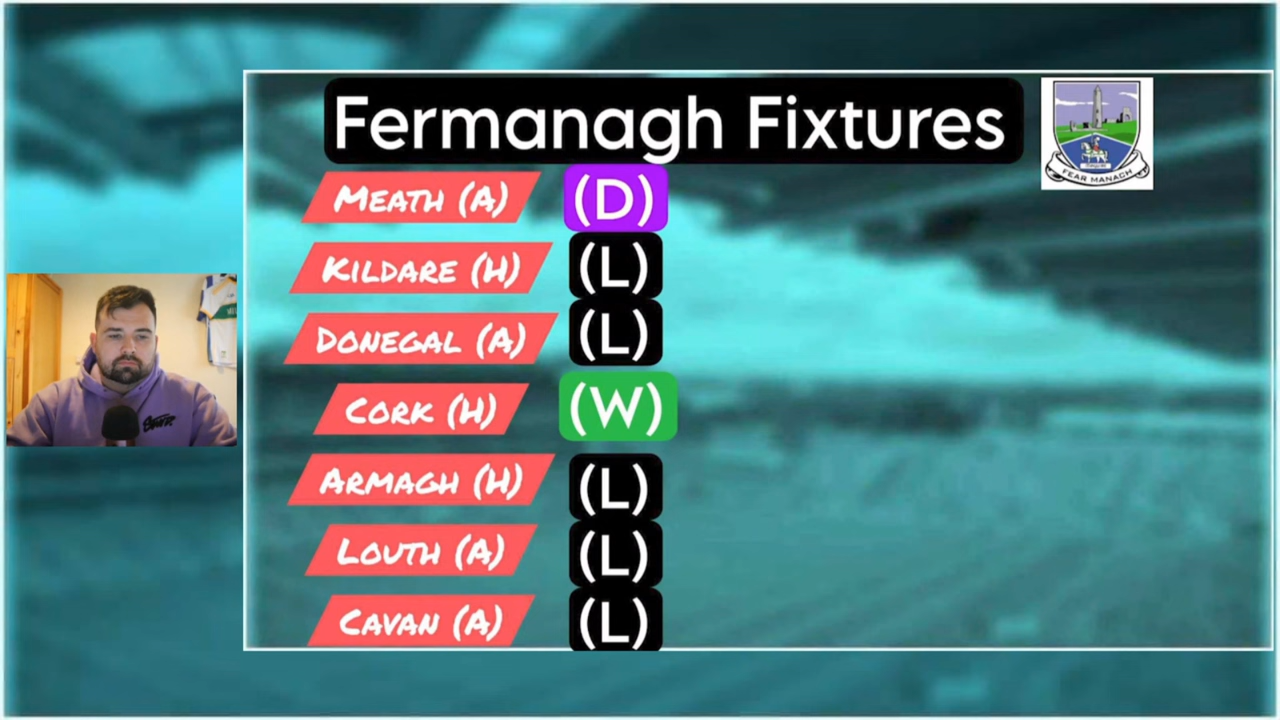 Fermanagh Fixtures
MEATH (A) (D)
KILDARE (H) (L)
DONEGAL (A) (L)
CORK (H) (W)
ARMAGH (H) (L)
LOUTH (A) (L)
CAVAN (A) (L)
FEAR MANACH